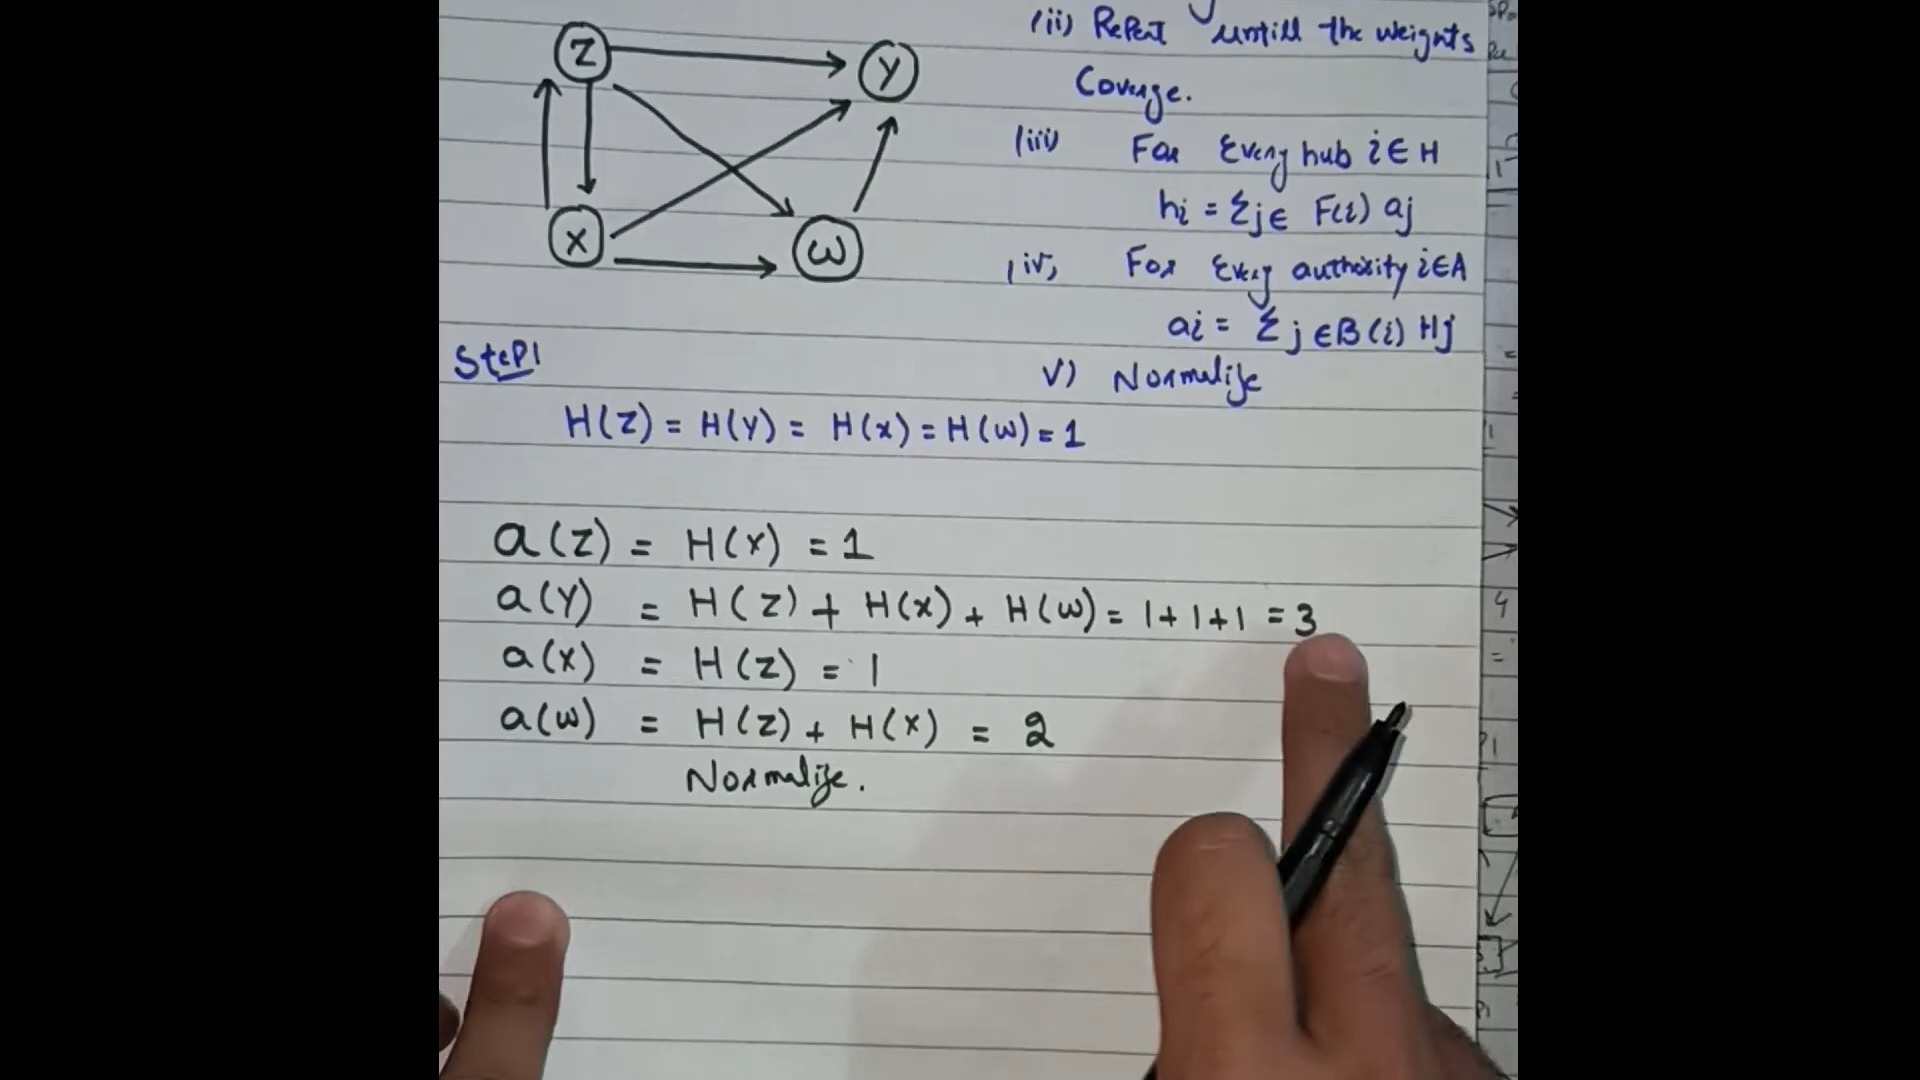 Z
Y
X
W
(ii) Repeat untill the weights
Coverge.
(iii) For Every hub i∈H
hi = Σj∈ F(i) aj
(iv) For Every authority i∈A
ai = Σj∈B(i) Hj
v) Normalize
Step1
H(Z) = H(Y) = H(x) = H(w) = 1
a(z) = H(x) = 1
a(Y) = H(z) + H(x) + H(w) = 1+1+1 = 3
a(x) = H(z) = 1
a(w) = H(z) + H(x) = 2
Normalize.